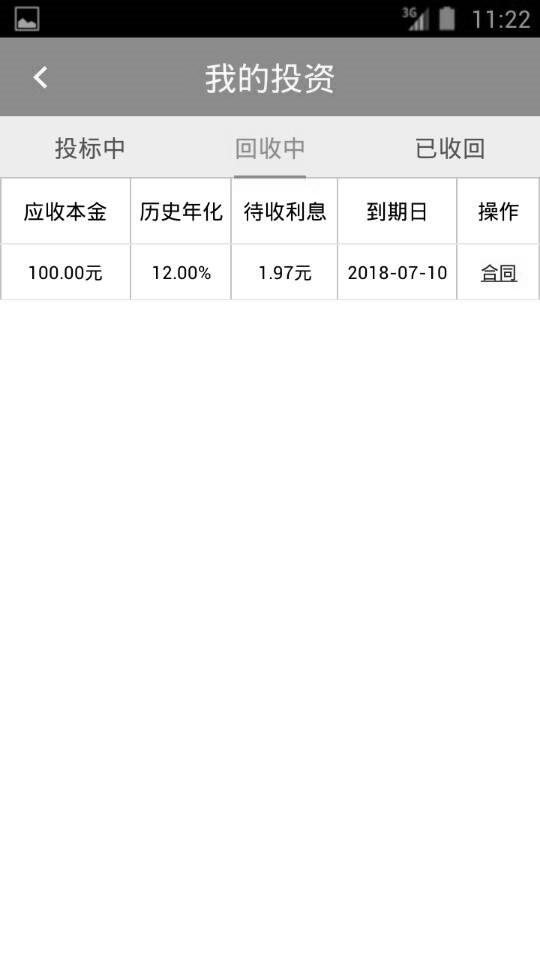 3G 11:22
我的投资
投标中 回收中 已收回
应收本金 历史年化 待收利息 到期日 操作
100.00元 12.00% 1.97元 2018-07-10 合同